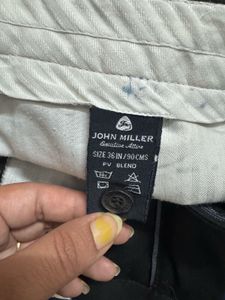 JOHN MILLER
Executive Attire
SIZE 36 IN/90 CMS
PV BLEND